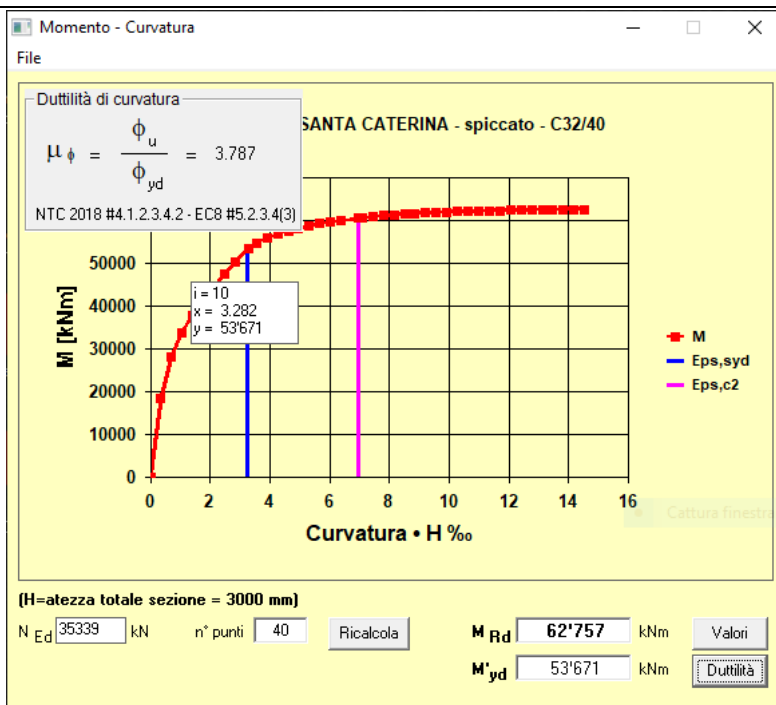 Momento - Curvatura
File
Duttilità di curvatura
μ ϕ = ϕ u / ϕ yd = 3.787
NTC 2018 #4.1.2.3.4.2 - EC8 #5.2.3.4(3)
SANTA CATERINA - spiccato - C32/40
M [kNm]
50000
40000
30000
20000
10000
0
i = 10
x = 3.282
y = 53'671
M
Eps,syd
Eps,c2
0 2 4 6 8 10 12 14 16
Curvatura • H ‰
Cattura finestra
(H=atezza totale sezione = 3000 mm)
N Ed 35339 kN n° punti 40 Ricalcola M Rd 62'757 kNm Valori
M'yd 53'671 kNm Duttilità